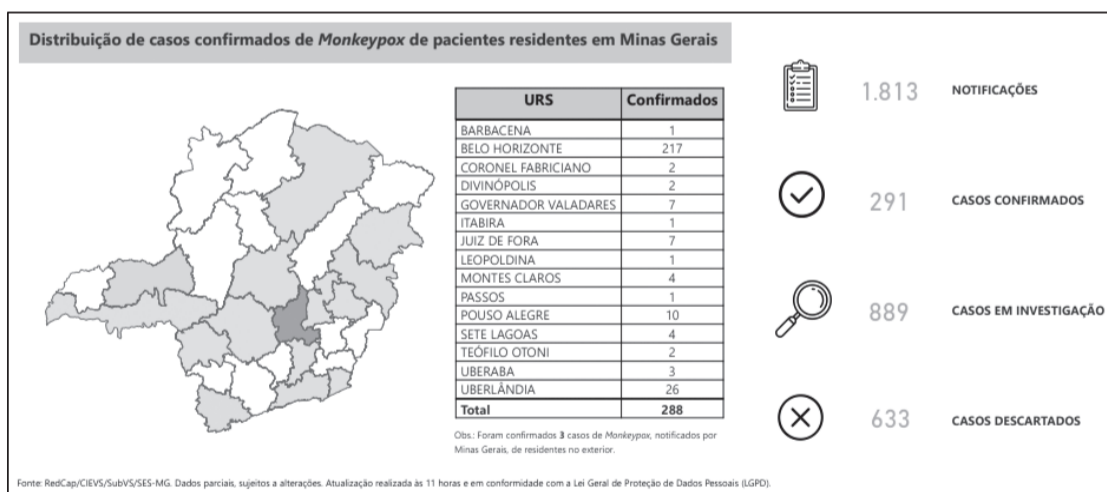 Distribuição de casos confirmados de Monkeypox de pacientes residentes em Minas Gerais
URS Confirmados
BARBACENA 1
BELO HORIZONTE 217
CORONEL FABRICIANO 2
DIVINÓPOLIS 2
GOVERNADOR VALADARES 7
ITABIRA 1
JUIZ DE FORA 7
LEOPOLDINA 1
MONTES CLAROS 4
PASSOS 1
POUSO ALEGRE 10
SETE LAGOAS 4
TEÓFILO OTONI 2
UBERABA 3
UBERLÂNDIA 26
Total 288
Obs.: Foram confirmados 3 casos de Monkeypox, notificados por
Minas Gerais, de residentes no exterior.
1.813 NOTIFICAÇÕES
291 CASOS CONFIRMADOS
889 CASOS EM INVESTIGAÇÃO
633 CASOS DESCARTADOS
Fonte: RedCap/CIEVS/SubVS/SES-MG. Dados parciais, sujeitos a alterações. Atualização realizada às 11 horas e em conformidade com a Lei Geral de Proteção de Dados Pessoais (LGPD).